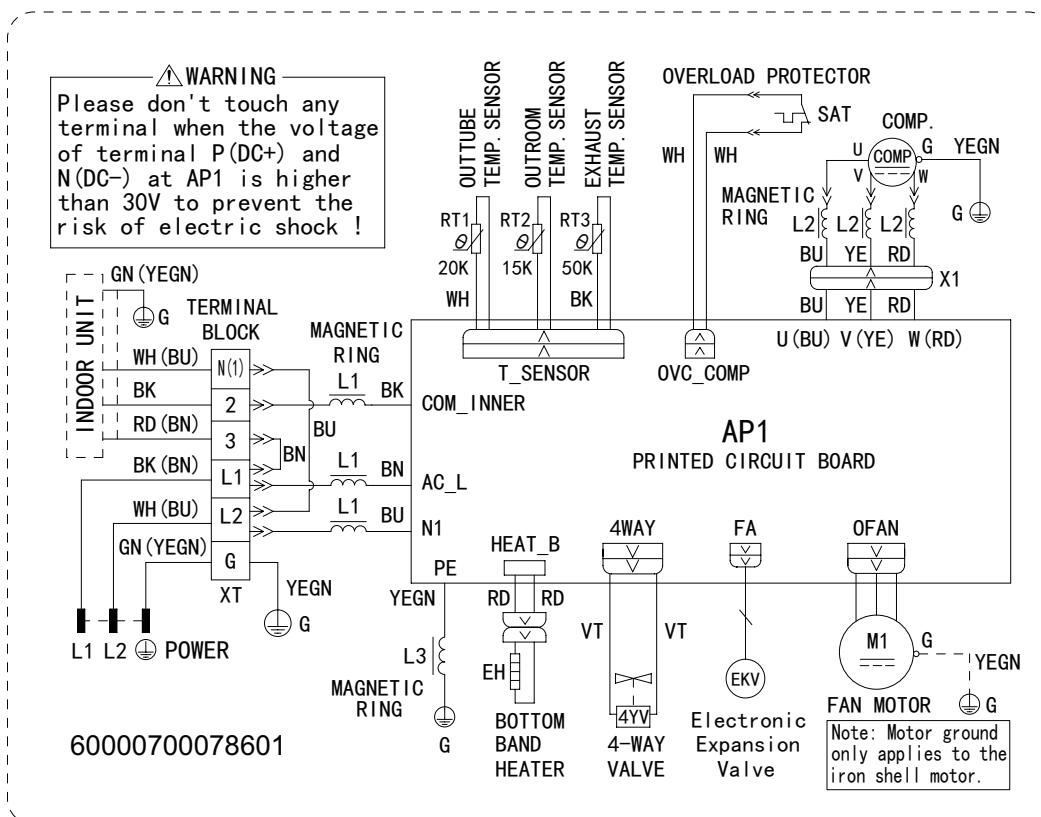 WARNING
Please don't touch any
terminal when the voltage
of terminal P(DC+) and
N(DC-) at AP1 is higher
than 30V to prevent the
risk of electric shock !
OUTTUBE
TEMP. SENSOR
OUTROOM
TEMP. SENSOR
EXHAUST
TEMP. SENSOR
RT1
θ
20K
WH
RT2
θ
15K
RT3
θ
50K
BK
OVERLOAD PROTECTOR
SAT
WH
WH
COMP.
U
V
W
COMP
G
YEGN
G
MAGNETIC
RING
L2
L2
L2
BU
YE
RD
X1
BU
YE
RD
U(BU)
V(YE)
W(RD)
T_SENSOR
OVC_COMP
INDOOR UNIT
GN(YEGN)
G
TERMINAL
BLOCK
WH(BU)
N(1)
BK
2
RD(BN)
3
BK(BN)
L1
WH(BU)
L2
GN(YEGN)
G
XT
YEGN
G
BU
BN
MAGNETIC
RING
L1
BK
COM_INNER
L1
BN
AC_L
L1
BU
N1
AP1
PRINTED CIRCUIT BOARD
L1
L2
POWER
PE
YEGN
L3
MAGNETIC
RING
G
HEAT_B
RD
RD
EH
BOTTOM
BAND
HEATER
4WAY
VT
VT
4YV
4-WAY
VALVE
FA
EKV
Electronic
Expansion
Valve
OFAN
M1
G
YEGN
G
FAN MOTOR
Note: Motor ground
only applies to the
iron shell motor.
60000700078601